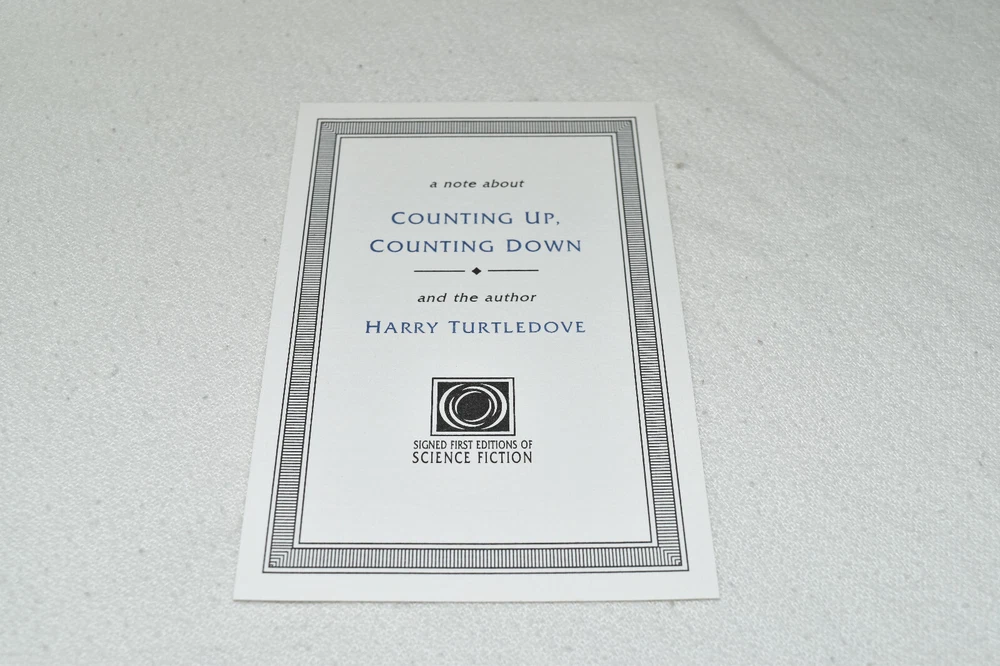 a note about
COUNTING UP,
COUNTING DOWN
and the author
HARRY TURTLEDOVE
SIGNED FIRST EDITIONS OF
SCIENCE FICTION